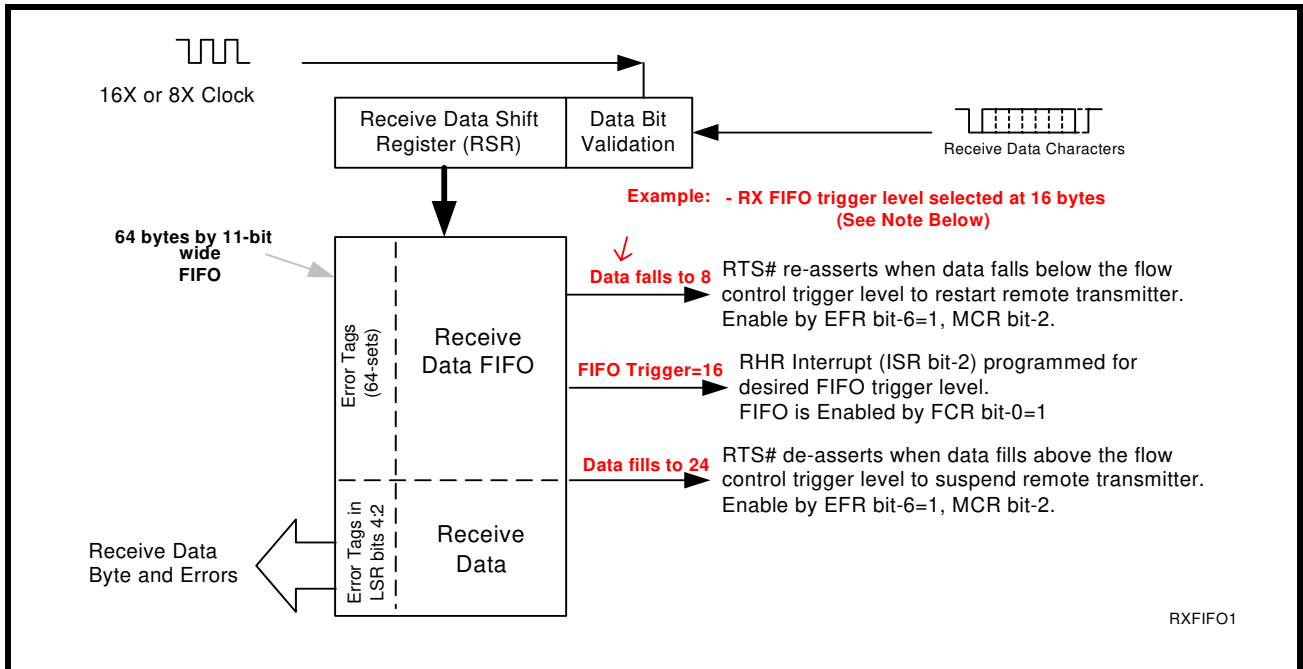 16X or 8X Clock
Receive Data Shift
Register (RSR)
Data Bit
Validation
Receive Data Characters
Example: - RX FIFO trigger level selected at 16 bytes
(See Note Below)
64 bytes by 11-bit
wide
FIFO
Error Tags
(64-sets)
Receive
Data FIFO
Data falls to 8
RTS# re-asserts when data falls below the flow
control trigger level to restart remote transmitter.
Enable by EFR bit-6=1, MCR bit-2.
FIFO Trigger=16
RHR Interrupt (ISR bit-2) programmed for
desired FIFO trigger level.
FIFO is Enabled by FCR bit-0=1
Data fills to 24
RTS# de-asserts when data fills above the flow
control trigger level to suspend remote transmitter.
Enable by EFR bit-6=1, MCR bit-2.
Error Tags in
LSR bits 4:2
Receive
Data
Receive Data
Byte and Errors
RXFIFO1